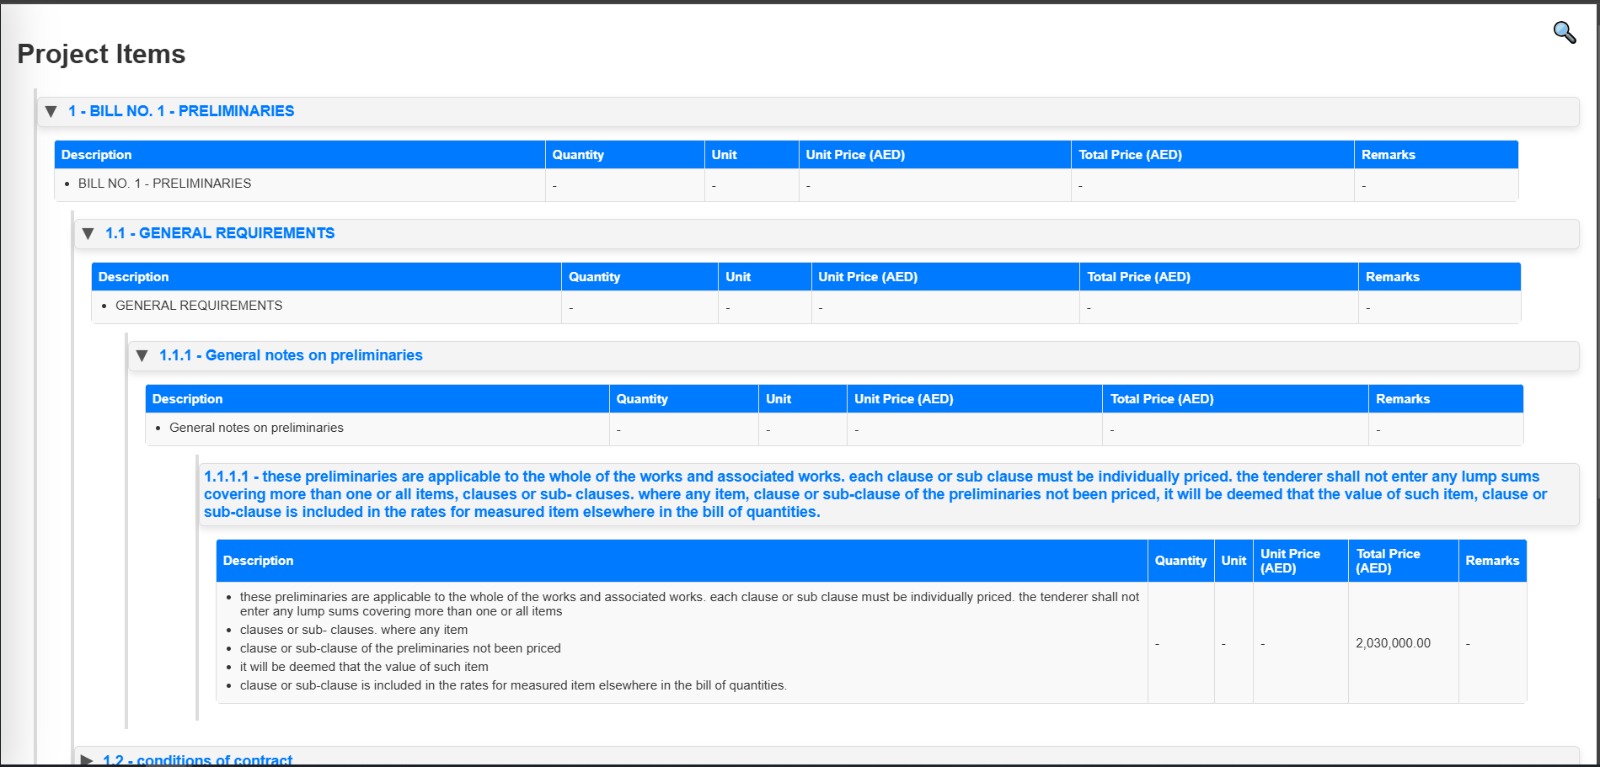 Project Items
1 - BILL NO. 1 - PRELIMINARIES
Description Quantity Unit Unit Price (AED) Total Price (AED) Remarks
• BILL NO. 1 - PRELIMINARIES - - - - -
1.1 - GENERAL REQUIREMENTS
Description Quantity Unit Unit Price (AED) Total Price (AED) Remarks
• GENERAL REQUIREMENTS - - - - -
1.1.1 - General notes on preliminaries
Description Quantity Unit Unit Price (AED) Total Price (AED) Remarks
• General notes on preliminaries - - - - -
1.1.1.1 - these preliminaries are applicable to the whole of the works and associated works. each clause or sub clause must be individually priced. the tenderer shall not enter any lump sums
covering more than one or all items, clauses or sub- clauses. where any item, clause or sub-clause of the preliminaries not been priced, it will be deemed that the value of such item, clause or
sub-clause is included in the rates for measured item elsewhere in the bill of quantities.
Description Quantity Unit Unit Price (AED) Total Price (AED) Remarks
• these preliminaries are applicable to the whole of the works and associated works. each clause or sub clause must be individually priced. the tenderer shall not
enter any lump sums covering more than one or all items
• clauses or sub- clauses. where any item
• clause or sub-clause of the preliminaries not been priced
• it will be deemed that the value of such item
• clause or sub-clause is included in the rates for measured item elsewhere in the bill of quantities.
- - - 2,030,000.00 -
1.2 - conditions of contract